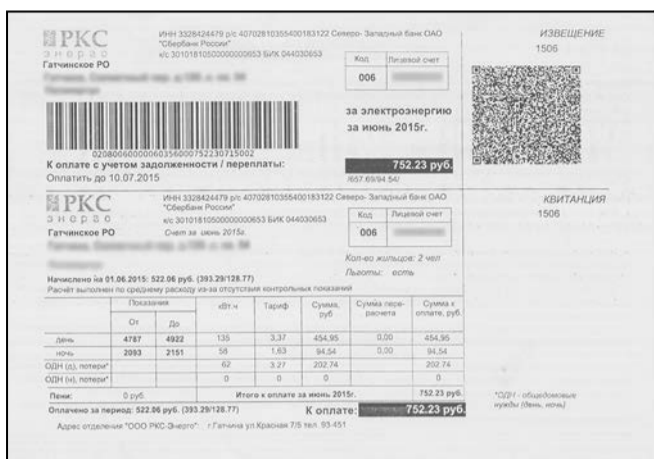 РКС
энерго
Гатчинское РО
ИНН 3328424479 р/с 40702810355400183122 Северо- Западный банк ОАО
"Сбербанк России"
к/с 30101810500000000653 БИК 044030653
Код Лицевой счет
006
ИЗВЕЩЕНИЕ
1506
за электроэнергию
за июнь 2015г.
02080060000060356000752230715002
К оплате с учетом задолженности / переплаты:
752.23 руб.
Оплатить до 10.07.2015
/657.69/94.54/
РКС
энерго
Гатчинское РО
ИНН 3328424479 р/с 40702810355400183122 Северо- Западный банк ОАО
"Сбербанк России"
к/с 30101810500000000653 БИК 044030653
Счет за июнь 2015г.
Код Лицевой счет
006
КВИТАНЦИЯ
1506
Кол-во жильцов: 2 чел
Льготы: есть
Начислено на 01.06.2015: 522.06 руб. (393.29/128.77)
Расчёт выполнен по среднему расходу из-за отсутствия контрольных показаний
Показания кВт.ч Тариф Сумма, руб Сумма пере-расчета Сумма к оплате, руб.
От До
день 4787 4922 135 3,37 454,95 0,00 454,95
ночь 2093 2151 58 1,63 94,54 0,00 94,54
ОДН (д), потери* 62 3.27 202.74 202.74
ОДН (н), потери* 0 0 0 0
Пени: 0 руб. Итого к оплате за июнь 2015г. 752.23 руб.
*ОДН - общедомовые
нужды (день, ночь)
Оплачено за период: 522.06 руб. (393.29/128.77) К оплате: 752.23 руб.
Адрес отделения "ООО РКС-Энерго": г.Гатчина ул.Красная 7/5 тел. 93-451